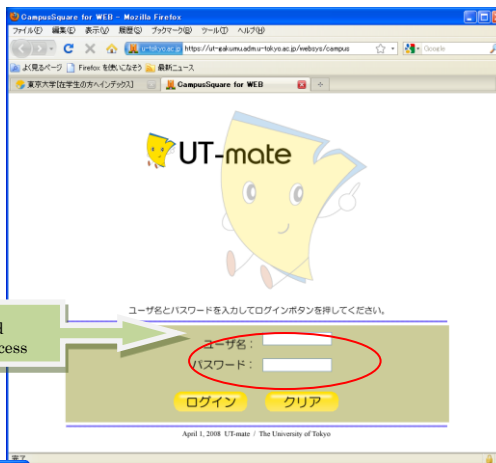 CampusSquare for WEB - Mozilla Firefox
ファイル(F) 編集(E) 表示(V) 履歴(S) ブックマーク(B) ツール(T) ヘルプ(H)
u-tokyo.ac.jp https://ut-gakumu.adm.u-tokyo.ac.jp/websys/campus
Google
よく見るページ Firefox を使いこなそう 最新ニュース
東京大学[在学生の方へインデックス] CampusSquare for WEB
UT-mate
ユーザ名とパスワードを入力してログインボタンを押してください。
ユーザ名：
パスワード：
ログイン クリア
April 1, 2008 UT-mate / The University of Tokyo
完了